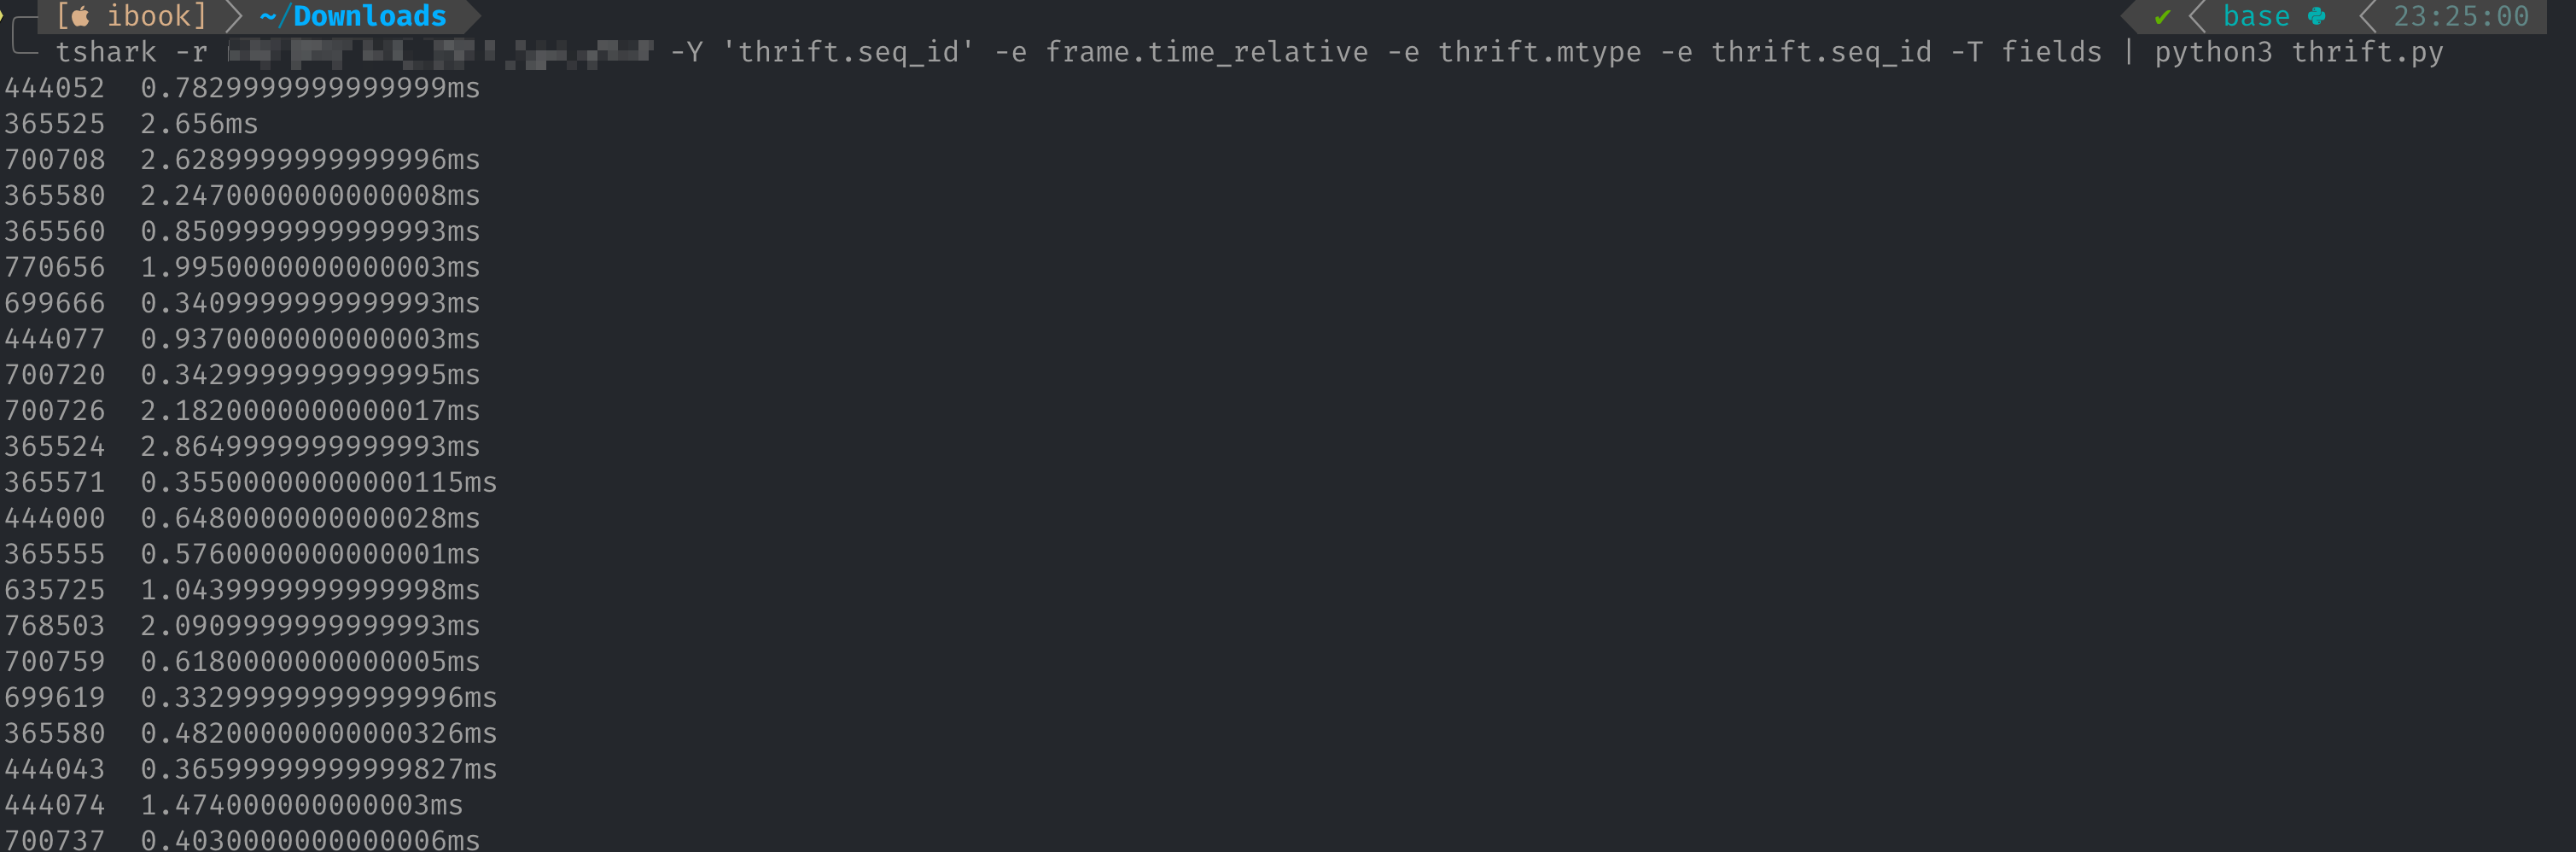 [ ibook] ~/Downloads ✔ base 23:25:00
tshark -r -Y 'thrift.seq_id' -e frame.time_relative -e thrift.mtype -e thrift.seq_id -T fields | python3 thrift.py
444052 0.7829999999999999ms
365525 2.656ms
700708 2.6289999999999996ms
365580 2.2470000000000008ms
365560 0.8509999999999993ms
770656 1.9950000000000003ms
699666 0.3409999999999993ms
444077 0.9370000000000003ms
700720 0.3429999999999995ms
700726 2.1820000000000017ms
365524 2.8649999999999993ms
365571 0.35500000000000115ms
444000 0.6480000000000028ms
365555 0.5760000000000001ms
635725 1.0439999999999998ms
768503 2.0909999999999993ms
700759 0.6180000000000005ms
699619 0.33299999999999996ms
365580 0.48200000000000326ms
444043 0.36599999999999827ms
444074 1.474000000000003ms
700737 0.4030000000000006ms